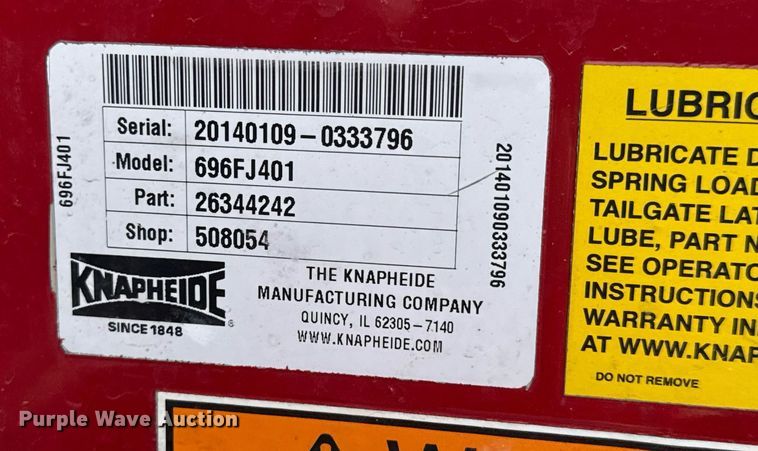 696FJ401
Serial: 20140109-0333796
Model: 696FJ401
Part: 26344242
Shop: 508054
201401090333796
KNAPHEIDE
SINCE 1848
THE KNAPHEIDE
MANUFACTURING COMPANY
QUINCY, IL 62305-7140
WWW.KNAPHEIDE.COM
LUBRIC
LUBRICATE D
SPRING LOAD
TAILGATE LAT
LUBE, PART N
SEE OPERATO
INSTRUCTIONS
WARRANTY IN
AT WWW.KNAP
DO NOT REMOVE
Purple Wave Auction